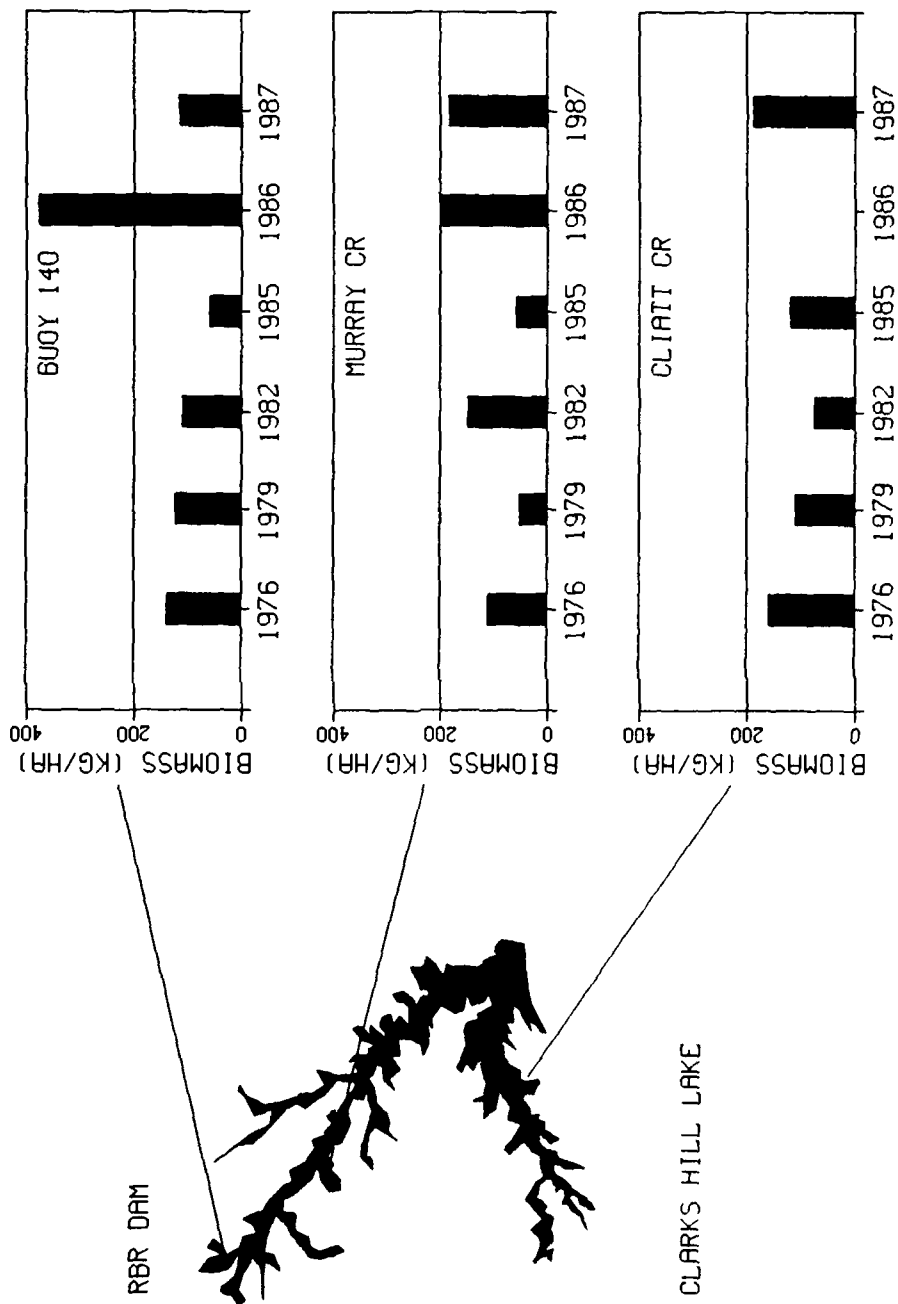 RBR DAM
CLARKS HILL LAKE
BUOY 140
BIOMASS (KG/HA)
400
200
0
1976 1979 1982 1985 1986 1987
MURRAY CR
BIOMASS (KG/HA)
400
200
0
1976 1979 1982 1985 1986 1987
CLIATT CR
BIOMASS (KG/HA)
400
200
0
1976 1979 1982 1985 1986 1987